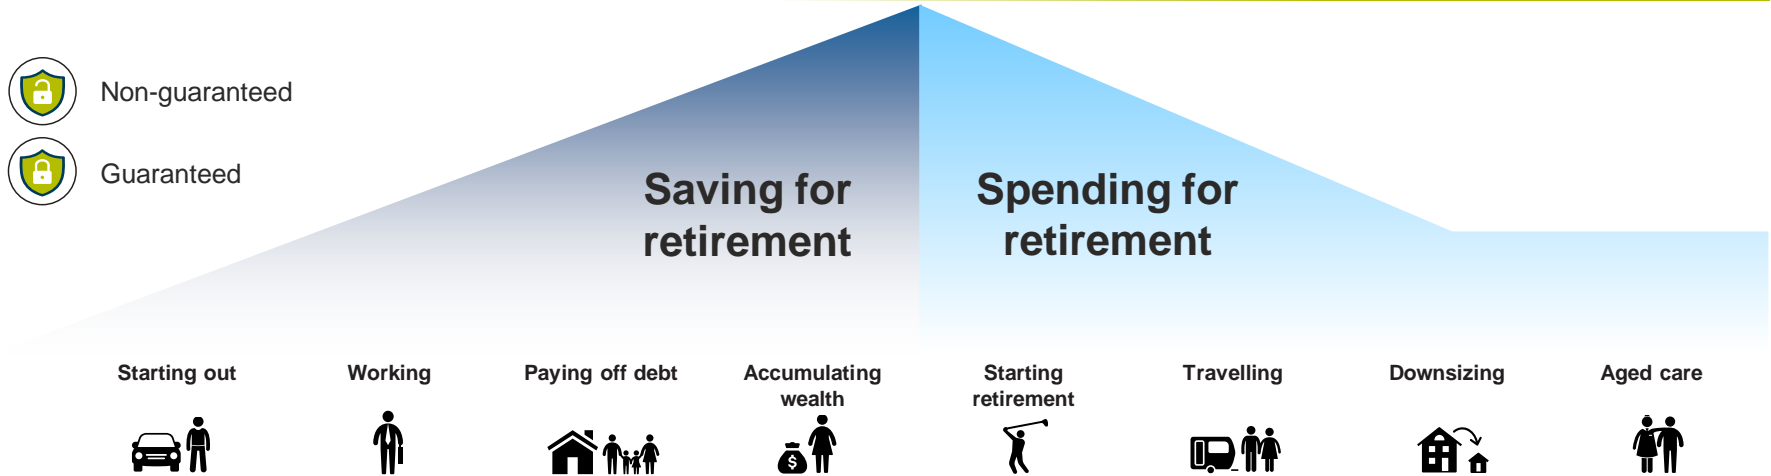 Non-guaranteed
Guaranteed
Saving for
retirement
Spending for
retirement
Starting out
Working
Paying off debt
Accumulating
wealth
Starting
retirement
Travelling
Downsizing
Aged care
$